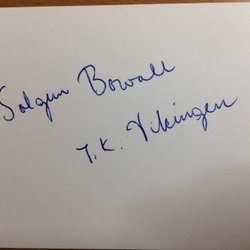 Solgun Bowall
T.K. Vikingen